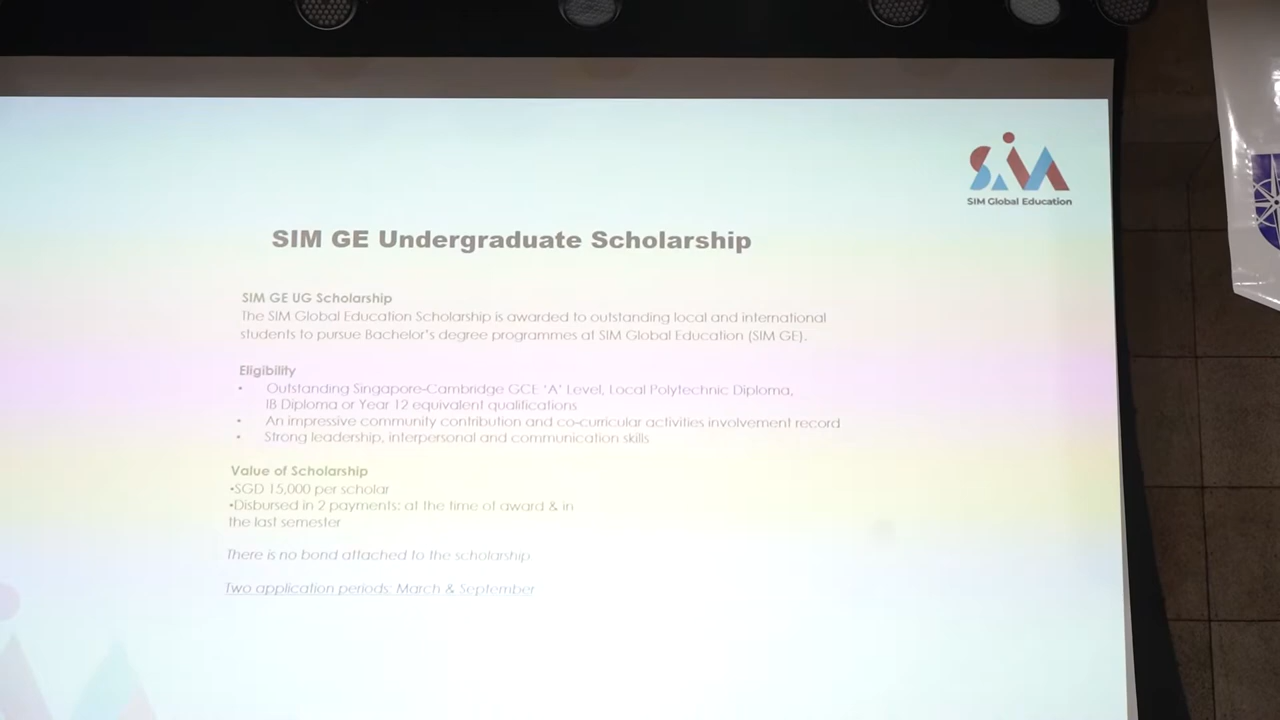 SIM
SIM Global Education
SIM GE Undergraduate Scholarship
SIM GE UG Scholarship
The SIM Global Education Scholarship is awarded to outstanding local and international
students to pursue Bachelor's degree programmes at SIM Global Education (SIM GE).
Eligibility
• Outstanding Singapore-Cambridge GCE 'A' Level, Local Polytechnic Diploma,
IB Diploma or Year 12 equivalent qualifications
• An impressive community contribution and co-curricular activities involvement record
• Strong leadership, interpersonal and communication skills
Value of Scholarship
•SGD 15,000 per scholar
•Disbursed in 2 payments: at the time of award & in
the last semester
There is no bond attached to the scholarship
Two application periods: March & September